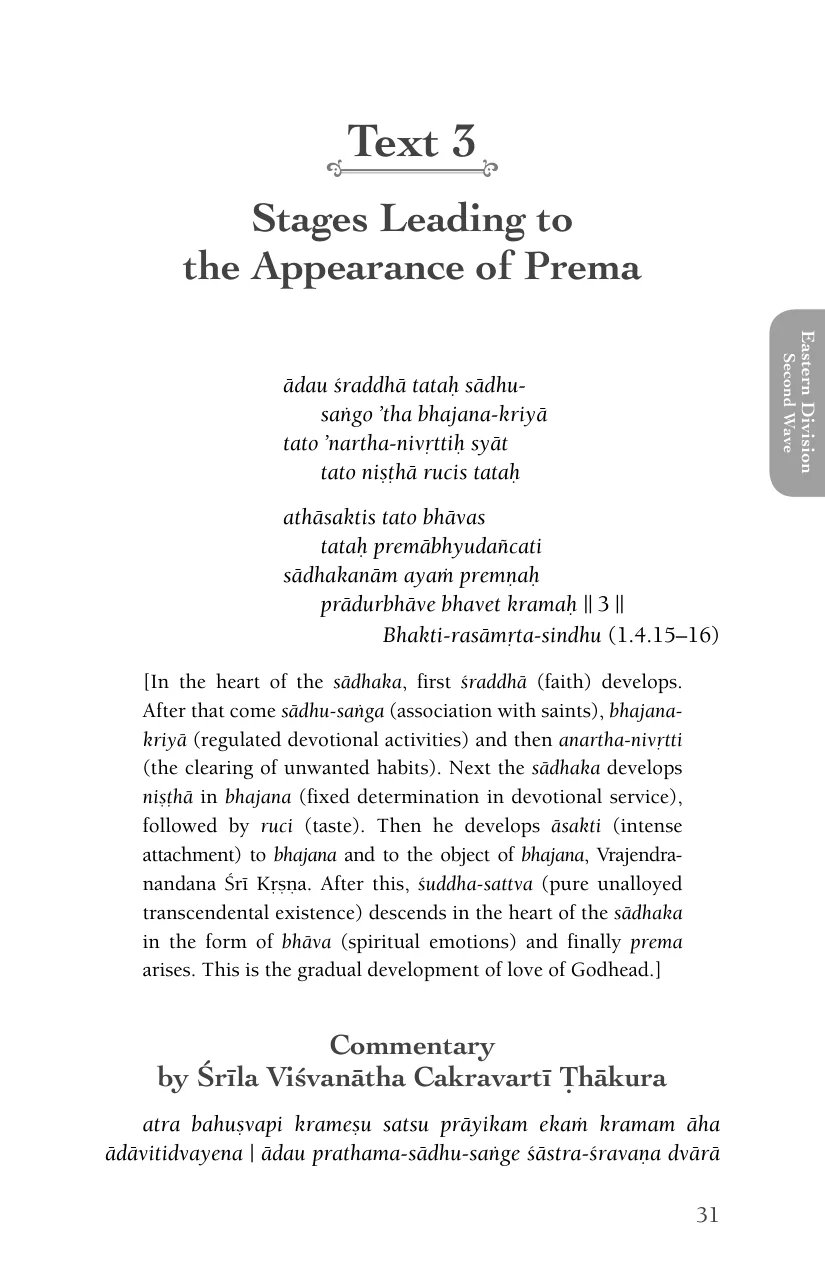 Text 3
Stages Leading to
the Appearance of Prema
Eastern Division
Second Wave
ādau śraddhā tataḥ sādhu-
saṅgo ’tha bhajana-kriyā
tato ’nartha-nivṛttiḥ syāt
tato niṣṭhā rucis tataḥ
athāsaktis tato bhāvas
tataḥ premābhyudañcati
sādhakanām ayaṁ premṇaḥ
prādurbhāve bhavet kramaḥ || 3 ||
Bhakti-rasāmṛta-sindhu (1.4.15–16)
[In the heart of the sādhaka, first śraddhā (faith) develops.
After that come sādhu-saṅga (association with saints), bhajana-
kriyā (regulated devotional activities) and then anartha-nivṛtti
(the clearing of unwanted habits). Next the sādhaka develops
niṣṭhā in bhajana (fixed determination in devotional service),
followed by ruci (taste). Then he develops āsakti (intense
attachment) to bhajana and to the object of bhajana, Vrajendra-
nandana Śrī Kṛṣṇa. After this, śuddha-sattva (pure unalloyed
transcendental existence) descends in the heart of the sādhaka
in the form of bhāva (spiritual emotions) and finally prema
arises. This is the gradual development of love of Godhead.]
Commentary
by Śrīla Viśvanātha Cakravartī Ṭhākura
atra bahuṣvapi krameṣu satsu prāyikam ekaṁ kramam āha
ādāvitidvayena | ādau prathama-sādhu-saṅge śāstra-śravaṇa dvārā
31